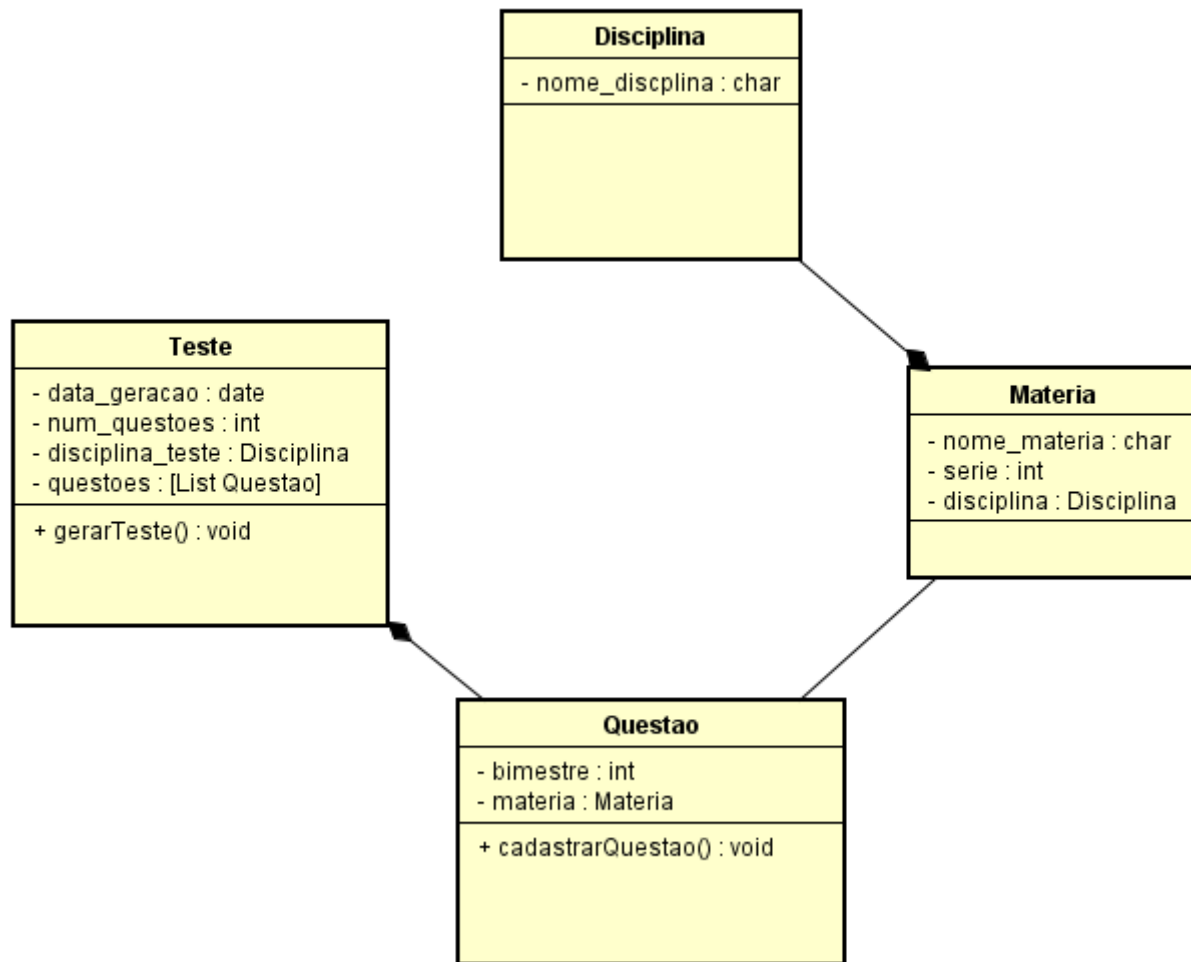 Disciplina
- nome_discplina : char
Teste
- data_geracao : date
- num_questoes : int
- disciplina_teste : Disciplina
- questoes : [List Questao]
+ gerarTeste() : void
Materia
- nome_materia : char
- serie : int
- disciplina : Disciplina
Questao
- bimestre : int
- materia : Materia
+ cadastrarQuestao() : void